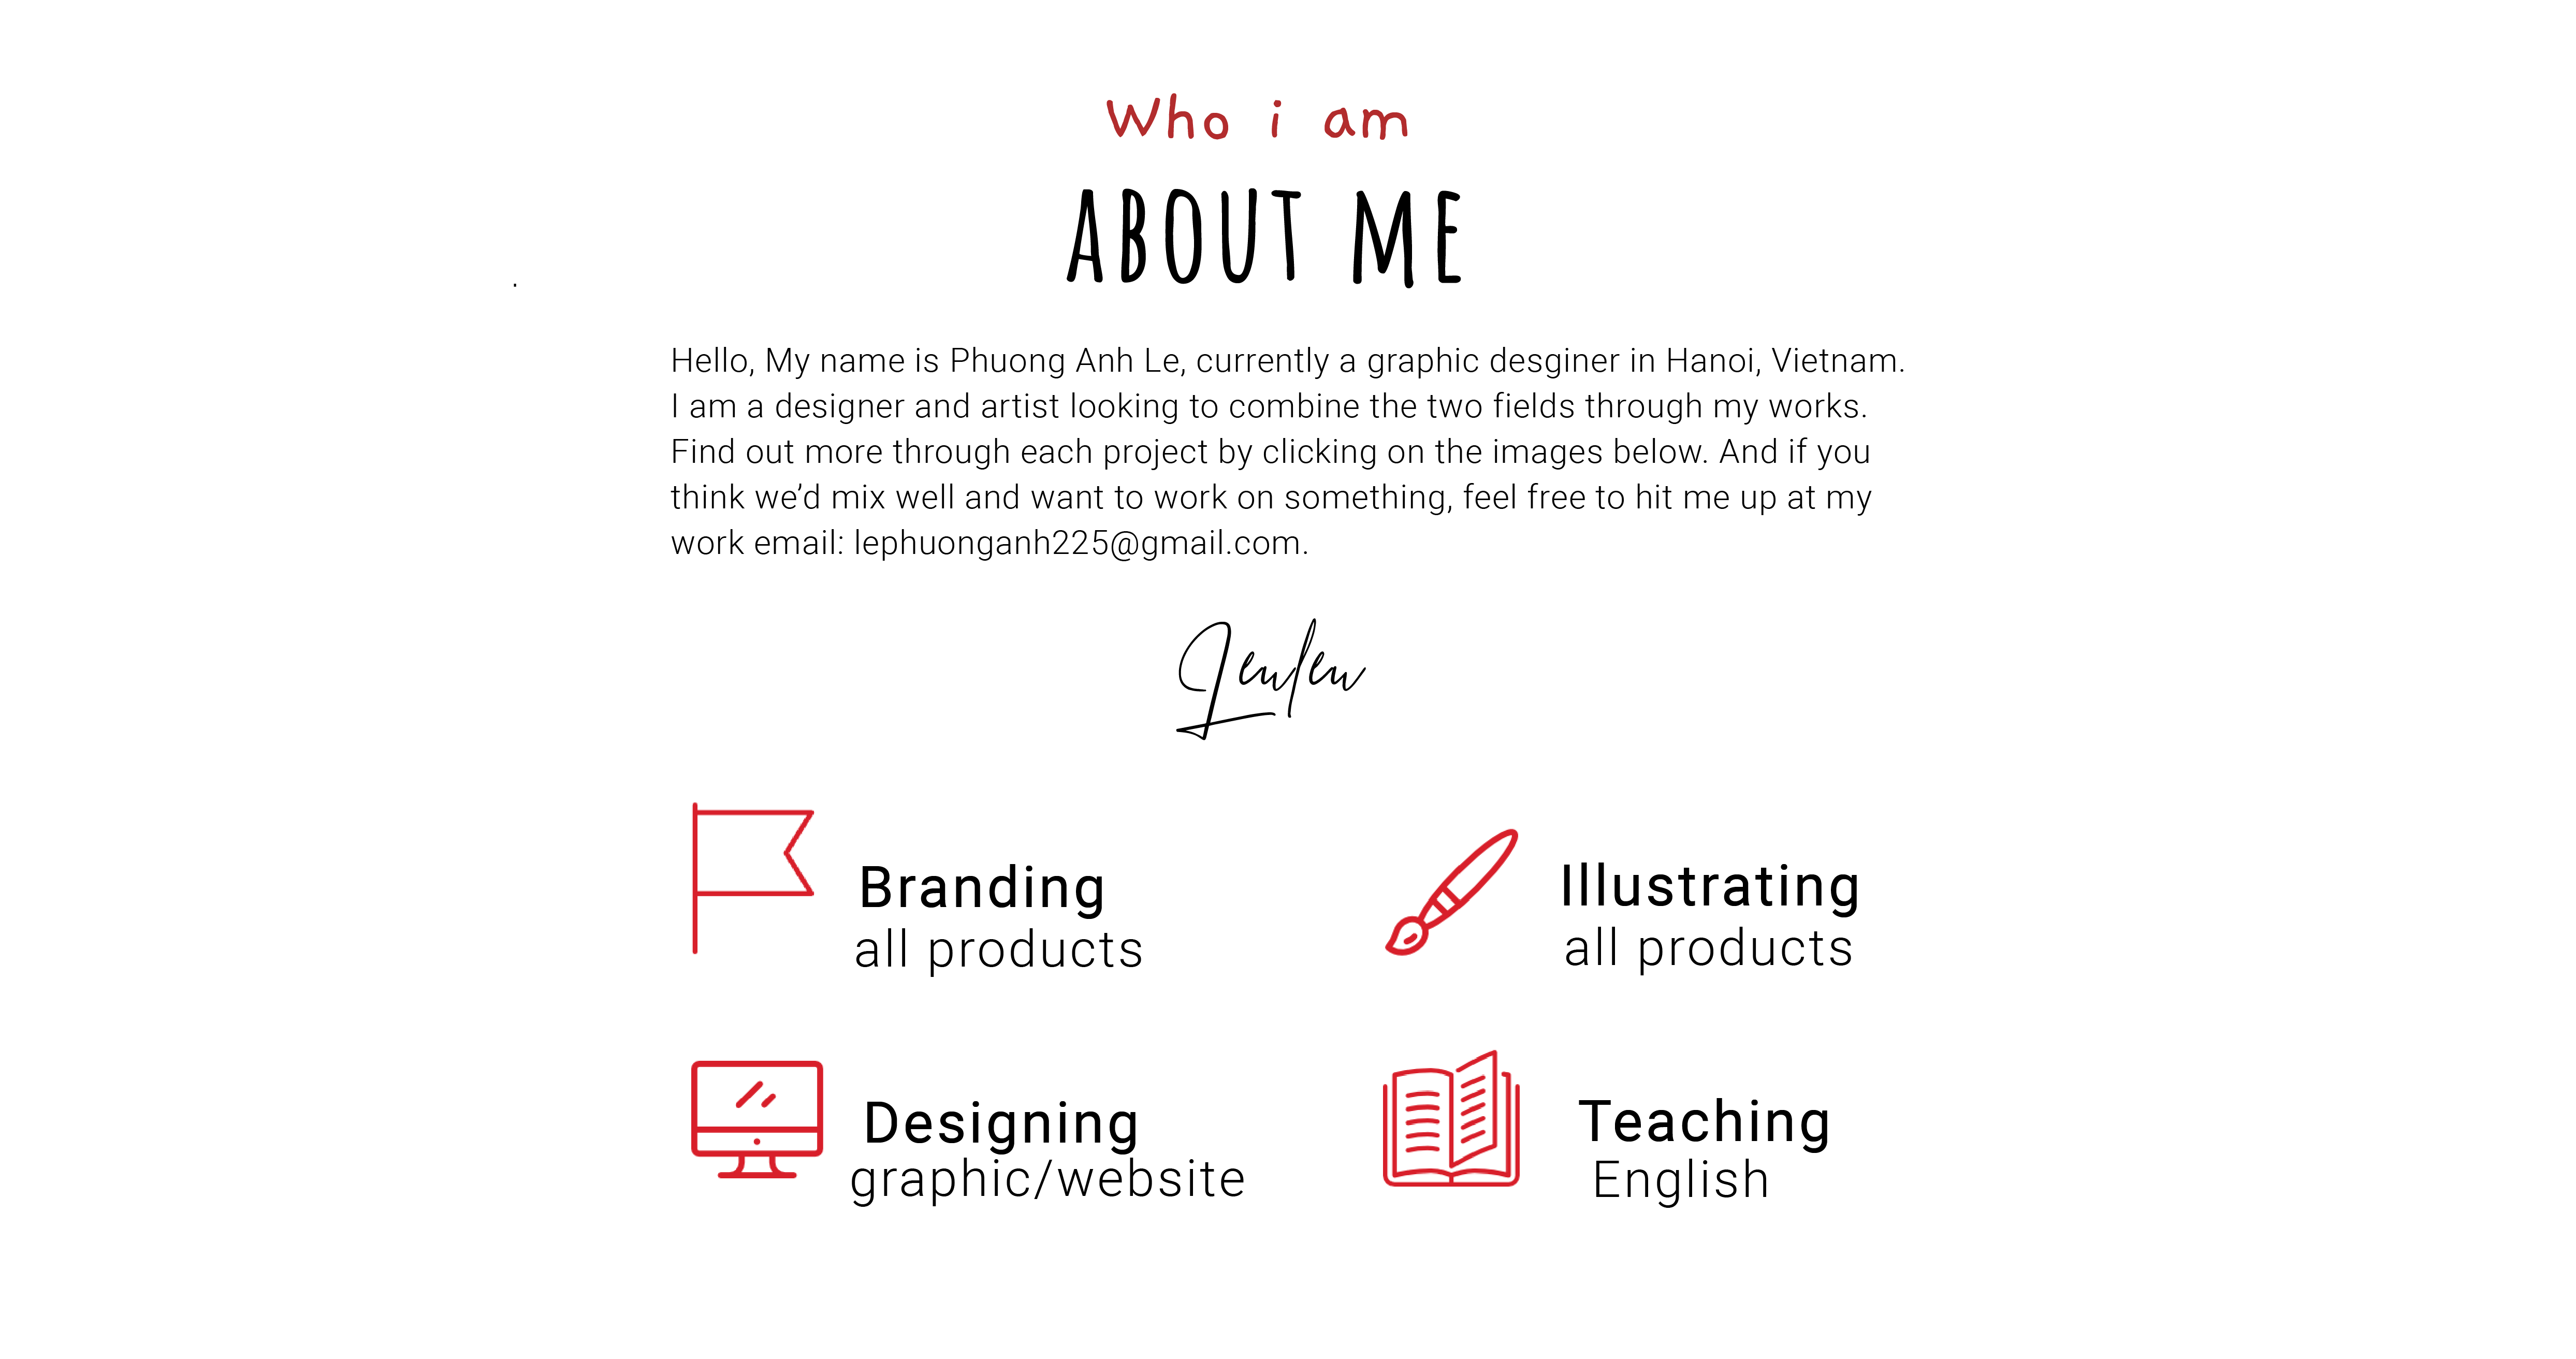 Who i am
ABOUT ME
Hello, My name is Phuong Anh Le, currently a graphic desginer in Hanoi, Vietnam.
I am a designer and artist looking to combine the two fields through my works.
Find out more through each project by clicking on the images below. And if you
think we’d mix well and want to work on something, feel free to hit me up at my
work email: lephuonganh225@gmail.com.
Lenlen
Branding
all products
Illustrating
all products
Designing
graphic/website
Teaching
English